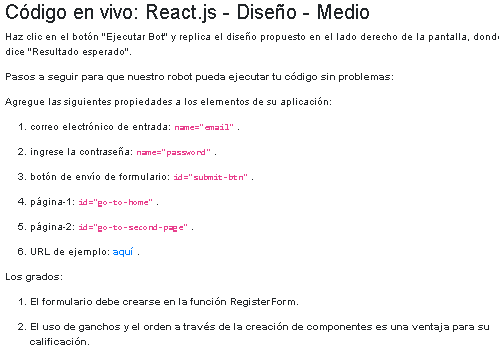 Código en vivo: React.js - Diseño - Medio
Haz clic en el botón "Ejecutar Bot" y replica el diseño propuesto en el lado derecho de la pantalla, donde
dice "Resultado esperado".
Pasos a seguir para que nuestro robot pueda ejecutar tu código sin problemas:
Agregue las siguientes propiedades a los elementos de su aplicación:
1. correo electrónico de entrada: name="email" .
2. ingrese la contraseña: name="password" .
3. botón de envío de formulario: id="submit-btn" .
4. página-1: id="go-to-home" .
5. página-2: id="go-to-second-page" .
6. URL de ejemplo: aquí .
Los grados:
1. El formulario debe crearse en la función RegisterForm.
2. El uso de ganchos y el orden a través de la creación de componentes es una ventaja para su
calificación.